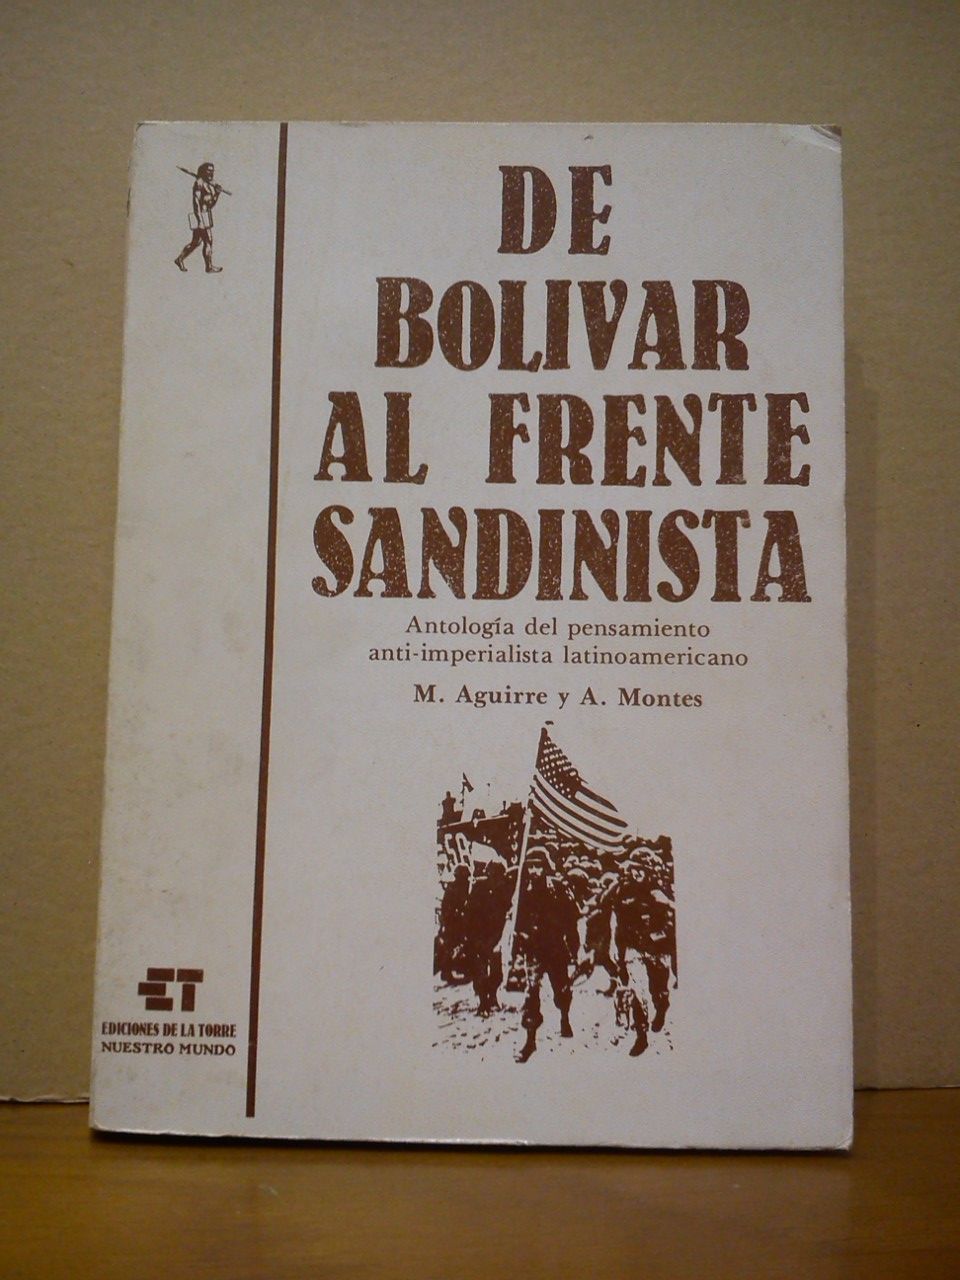 DE
BOLIVAR
AL FRENTE
SANDINISTA
Antología del pensamiento
anti-imperialista latinoamericano
M. Aguirre y A. Montes
ET
EDICIONES DE LA TORRE
NUESTRO MUNDO